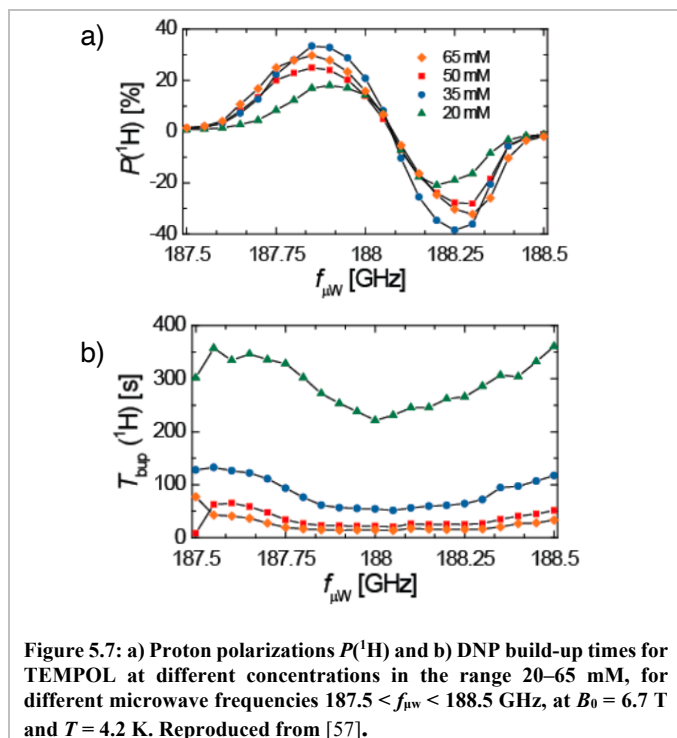 a)
40
20
0
-20
-40
P(¹H) [%]
65 mM
50 mM
35 mM
20 mM
187.5 187.75 188 188.25 188.5
fμW [GHz]
b)
400
300
200
100
0
Tbup (¹H) [s]
187.5 187.75 188 188.25 188.5
fμW [GHz]
Figure 5.7: a) Proton polarizations P(¹H) and b) DNP build-up times for
TEMPOL at different concentrations in the range 20–65 mM, for
different microwave frequencies 187.5 < fμw < 188.5 GHz, at B₀ = 6.7 T
and T = 4.2 K. Reproduced from [57].